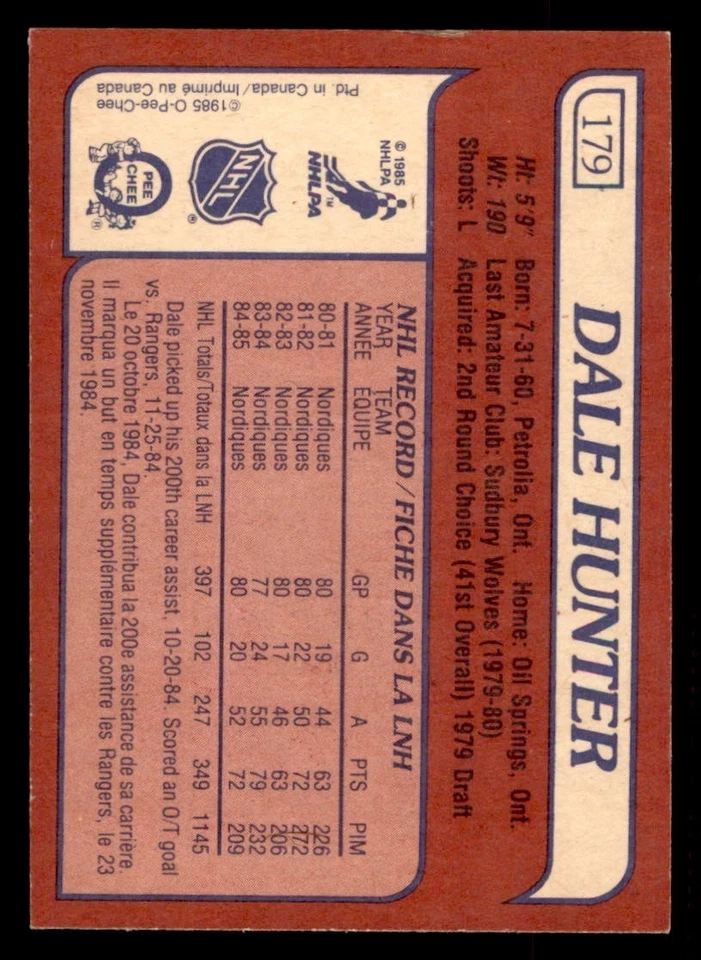 179
DALE HUNTER
Ht: 5'9" Born: 7-31-60, Petrolia, Ont. Home: Oil Springs, Ont.
Wt: 190 Last Amateur Club: Sudbury Wolves (1979-80)
Shoots: L Acquired: 2nd Round Choice (41st Overall) 1979 Draft
© 1985
NHLPA
NHLPA
TM
NHL
®
PEE
CHEE
®
©1985 O-Pee-Chee
Ptd. in Canada/Imprimé au Canada
NHL RECORD/FICHE DANS LA LNH
YEAR TEAM
ANNÉE ÉQUIPE GP G A PTS PIM
80-81 Nordiques 80 19 44 63 226
81-82 Nordiques 80 22 50 72 272
82-83 Nordiques 80 17 46 63 206
83-84 Nordiques 77 24 55 79 232
84-85 Nordiques 80 20 52 72 209
NHL Totals/Totaux dans la LNH 397 102 247 349 1145
Dale picked up his 200th career assist, 10-20-84. Scored an O/T goal
vs. Rangers, 11-25-84.
Le 20 octobre 1984, Dale contribua la 200e assistance de sa carrière.
Il marqua un but en temps supplémentaire contre les Rangers, le 23
novembre 1984.